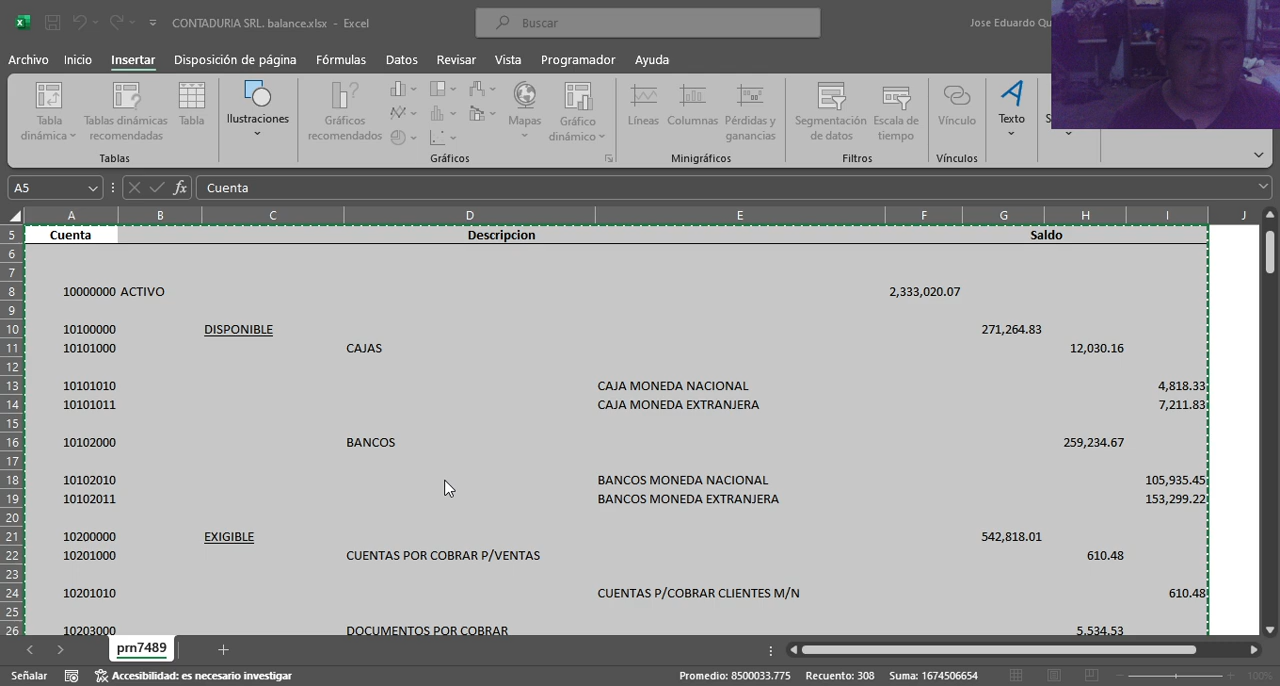 CONTADURIA SRL. balance.xlsx - Excel
Buscar
Jose Eduardo Qu
Archivo Inicio Insertar Disposición de página Fórmulas Datos Revisar Vista Programador Ayuda
Tabla dinámica
Tablas dinámicas recomendadas
Tabla
Ilustraciones
Gráficos recomendados
Mapas
Gráfico dinámico
Líneas
Columnas
Pérdidas y ganancias
Segmentación de datos
Escala de tiempo
Vínculo
Texto
S
Tablas Gráficos Minigráficos Filtros Vínculos
A5 fx Cuenta
A B C D E F G H I J
5 Cuenta Descripcion Saldo
6
7
8 10000000 ACTIVO 2,333,020.07
9
10 10100000 DISPONIBLE 271,264.83
11 10101000 CAJAS 12,030.16
12
13 10101010 CAJA MONEDA NACIONAL 4,818.33
14 10101011 CAJA MONEDA EXTRANJERA 7,211.83
15
16 10102000 BANCOS 259,234.67
17
18 10102010 BANCOS MONEDA NACIONAL 105,935.45
19 10102011 BANCOS MONEDA EXTRANJERA 153,299.22
20
21 10200000 EXIGIBLE 542,818.01
22 10201000 CUENTAS POR COBRAR P/VENTAS 610.48
23
24 10201010 CUENTAS P/COBRAR CLIENTES M/N 610.48
25
26 10203000 DOCUMENTOS POR COBRAR 5,534.53
prn7489
Señalar Accesibilidad: es necesario investigar Promedio: 8500033.775 Recuento: 308 Suma: 1674506654 100%